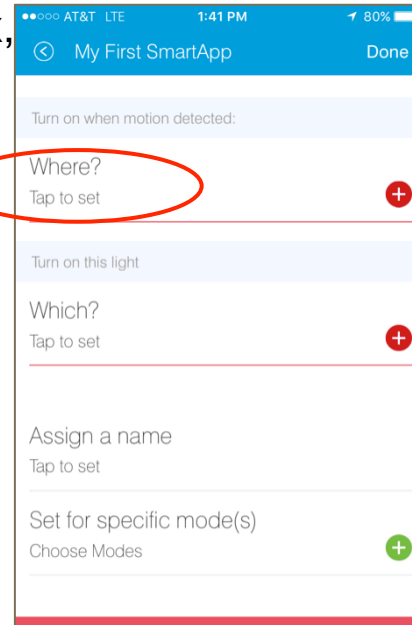 AT&T LTE 1:41 PM 80%
My First SmartApp Done
Turn on when motion detected:
Where?
Tap to set
Turn on this light
Which?
Tap to set
Assign a name
Tap to set
Set for specific mode(s)
Choose Modes